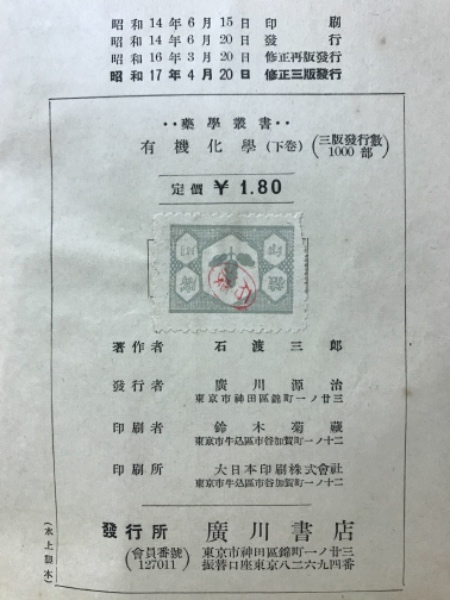 昭和14年6月15日 印刷
昭和14年6月20日 發行
昭和16年3月20日 修正再版發行
昭和17年4月20日 修正三版發行
‥藥學叢書‥
有機化學(下卷) (三版發行數 1000部)
定價 ¥1.80
著作者 石渡三郎
發行者 廣川源治
東京市神田區錦町一ノ廿三
印刷者 鈴木菊藏
東京市牛込區市谷加賀町一ノ十二
印刷所 大日本印刷株式會社
東京市牛込區市谷加賀町一ノ十二
發行所 廣川書店
(會員番號 127011) 東京市神田區錦町一ノ廿三
振替口座東京八二六九四番
(水上製本)